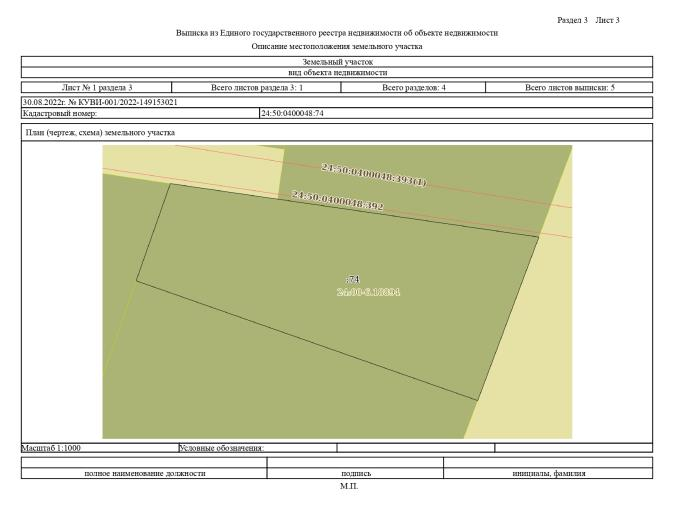 Раздел 3 Лист 3
Выписка из Единого государственного реестра недвижимости об объекте недвижимости
Описание местоположения земельного участка
Земельный участок
вид объекта недвижимости
Лист № 1 раздела 3 Всего листов раздела 3: 1 Всего разделов: 4 Всего листов выписки: 5
30.08.2022г. № КУВИ-001/2022-149153021
Кадастровый номер: 24:50:0400048:74
План (чертеж, схема) земельного участка
24:50:0400048:393(1)
24:50:0400048:392
:74
24:00-6.18894
Масштаб 1:1000 Условные обозначения:
полное наименование должности подпись инициалы, фамилия
М.П.